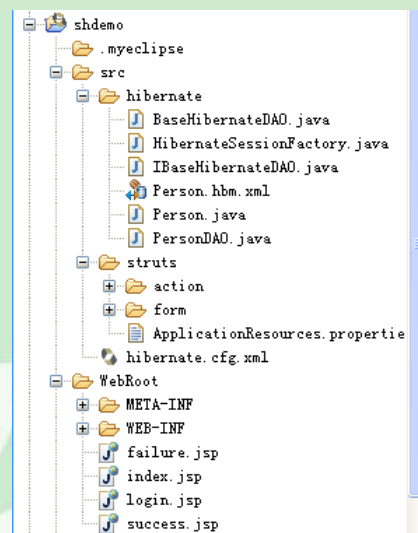 shdemo
.myeclipse
src
hibernate
BaseHibernateDAO.java
HibernateSessionFactory.java
IBaseHibernateDAO.java
Person.hbm.xml
Person.java
PersonDAO.java
struts
action
form
ApplicationResources.propertie
hibernate.cfg.xml
WebRoot
META-INF
WEB-INF
failure.jsp
index.jsp
login.jsp
success.jsp